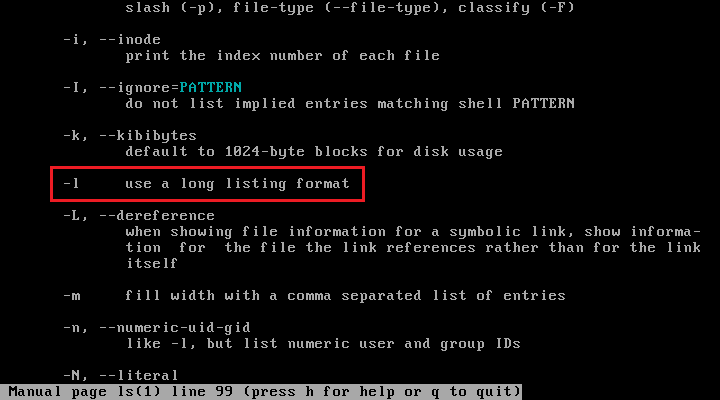 slash (-p), file-type (--file-type), classify (-F)
-i, --inode
print the index number of each file
-I, --ignore=PATTERN
do not list implied entries matching shell PATTERN
-k, --kibibytes
default to 1024-byte blocks for disk usage
-l use a long listing format
-L, --dereference
when showing file information for a symbolic link, show informa-
tion for the file the link references rather than for the link
itself
-m fill width with a comma separated list of entries
-n, --numeric-uid-gid
like -l, but list numeric user and group IDs
-N, --literal
Manual page ls(1) line 99 (press h for help or q to quit)